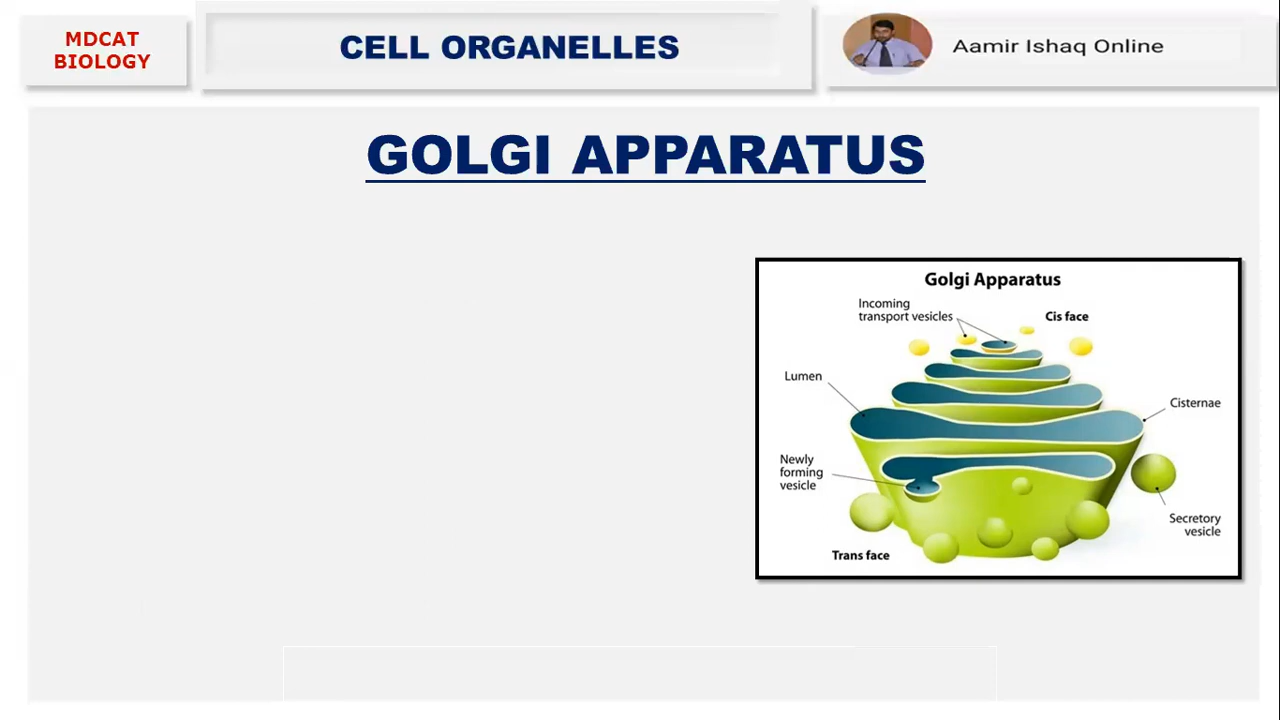 MDCAT
BIOLOGY
CELL ORGANELLES
Aamir Ishaq Online
GOLGI APPARATUS
Golgi Apparatus
Incoming
transport vesicles
Cis face
Lumen
Cisternae
Newly
forming
vesicle
Secretory
vesicle
Trans face